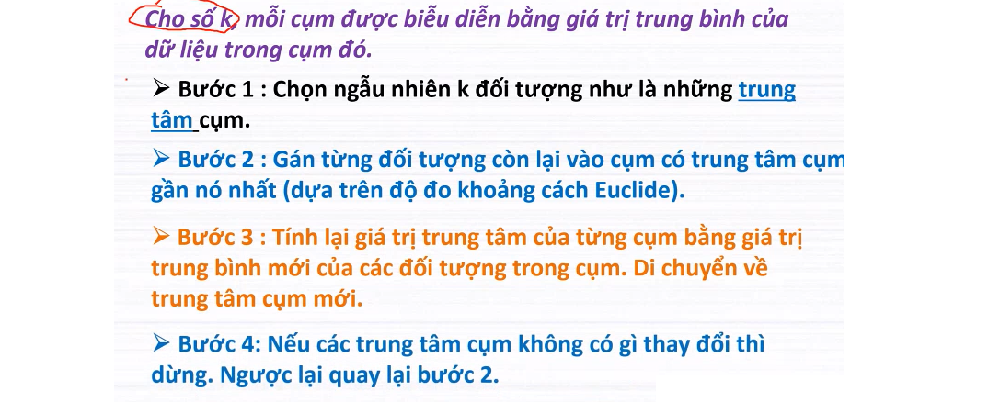 Cho số k, mỗi cụm được biễu diễn bằng giá trị trung bình của
dữ liệu trong cụm đó.
➢ Bước 1 : Chọn ngẫu nhiên k đối tượng như là những trung
tâm cụm.
➢ Bước 2 : Gán từng đối tượng còn lại vào cụm có trung tâm cụm
gần nó nhất (dựa trên độ đo khoảng cách Euclide).
➢ Bước 3 : Tính lại giá trị trung tâm của từng cụm bằng giá trị
trung bình mới của các đối tượng trong cụm. Di chuyển về
trung tâm cụm mới.
➢ Bước 4: Nếu các trung tâm cụm không có gì thay đổi thì
dừng. Ngược lại quay lại bước 2.